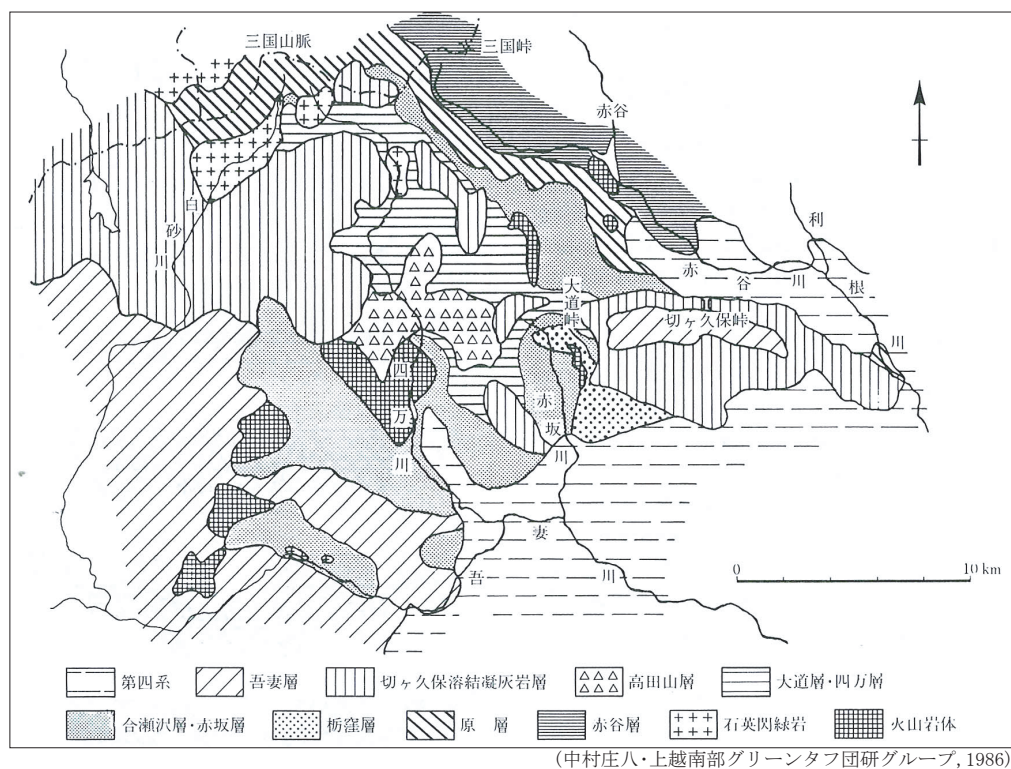 三国山脈
三国峠
赤谷
白砂川
利根川
赤谷川
大道峠
切ヶ久保峠
四万川
赤坂川
吾妻川
0 10 km
第四系 吾妻層 切ヶ久保溶結凝灰岩層 高田山層 大道層・四万層
合瀬沢層・赤坂層 栃窪層 原 層 赤谷層 石英閃緑岩 火山岩体
(中村庄八・上越南部グリーンタフ団研グループ, 1986)